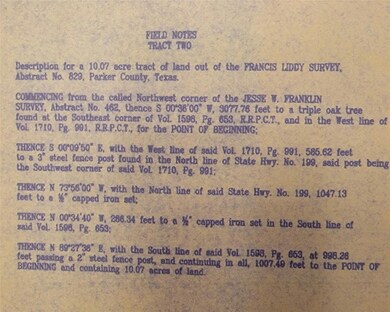 FIELD NOTES
TRACT TWO
Description for a 10.07 acre tract of land out of the FRANCIS LIDDY SURVEY,
Abstract No. 829, Parker County, Texas.
COMMENCING from the called Northwest corner of the JESSE W. FRANKLIN
SURVEY, Abstract No. 462, thence S 00°36'00" W, 3077.76 feet to a triple oak tree
found at the Southeast corner of Vol. 1598, Pg. 653, R.R.P.C.T., and in the West line of
Vol. 1710, Pg. 991, R.R.P.C.T., for the POINT OF BEGINNING;
THENCE S 00°09'50" E, with the West line of said Vol. 1710, Pg. 991, 585.62 feet
to a 3" steel fence post found in the North line of State Hwy. No. 199, said post being
the Southwest corner of said Vol. 1710, Pg. 991;
THENCE N 73°56'00" W, with the North line of said State Hwy. No. 199, 1047.13
feet to a ½" capped iron set;
THENCE N 00°34'40" W, 286.34 feet to a ½" capped iron set in the South line of
said Vol. 1598, Pg. 653;
THENCE N 89°27'36" E, with the South line of said Vol. 1598, Pg. 653, at 998.26
feet passing a 2" steel fence post, and continuing in all, 1007.49 feet to the POINT OF
BEGINNING and containing 10.07 acres of land.